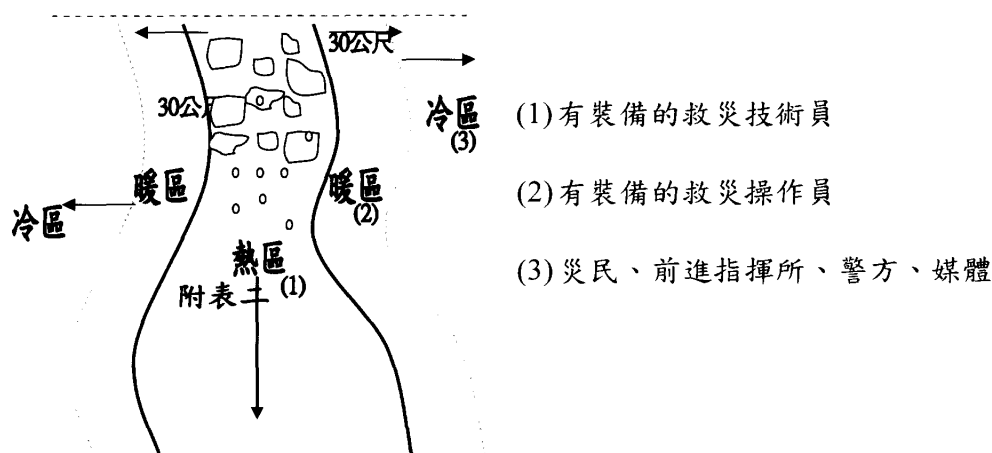 30公尺
30公尺
冷區
(3)
暖區
暖區
(2)
冷區
熱區
(1)
附表二
(1)有裝備的救災技術員
(2)有裝備的救災操作員
(3)災民、前進指揮所、警方、媒體